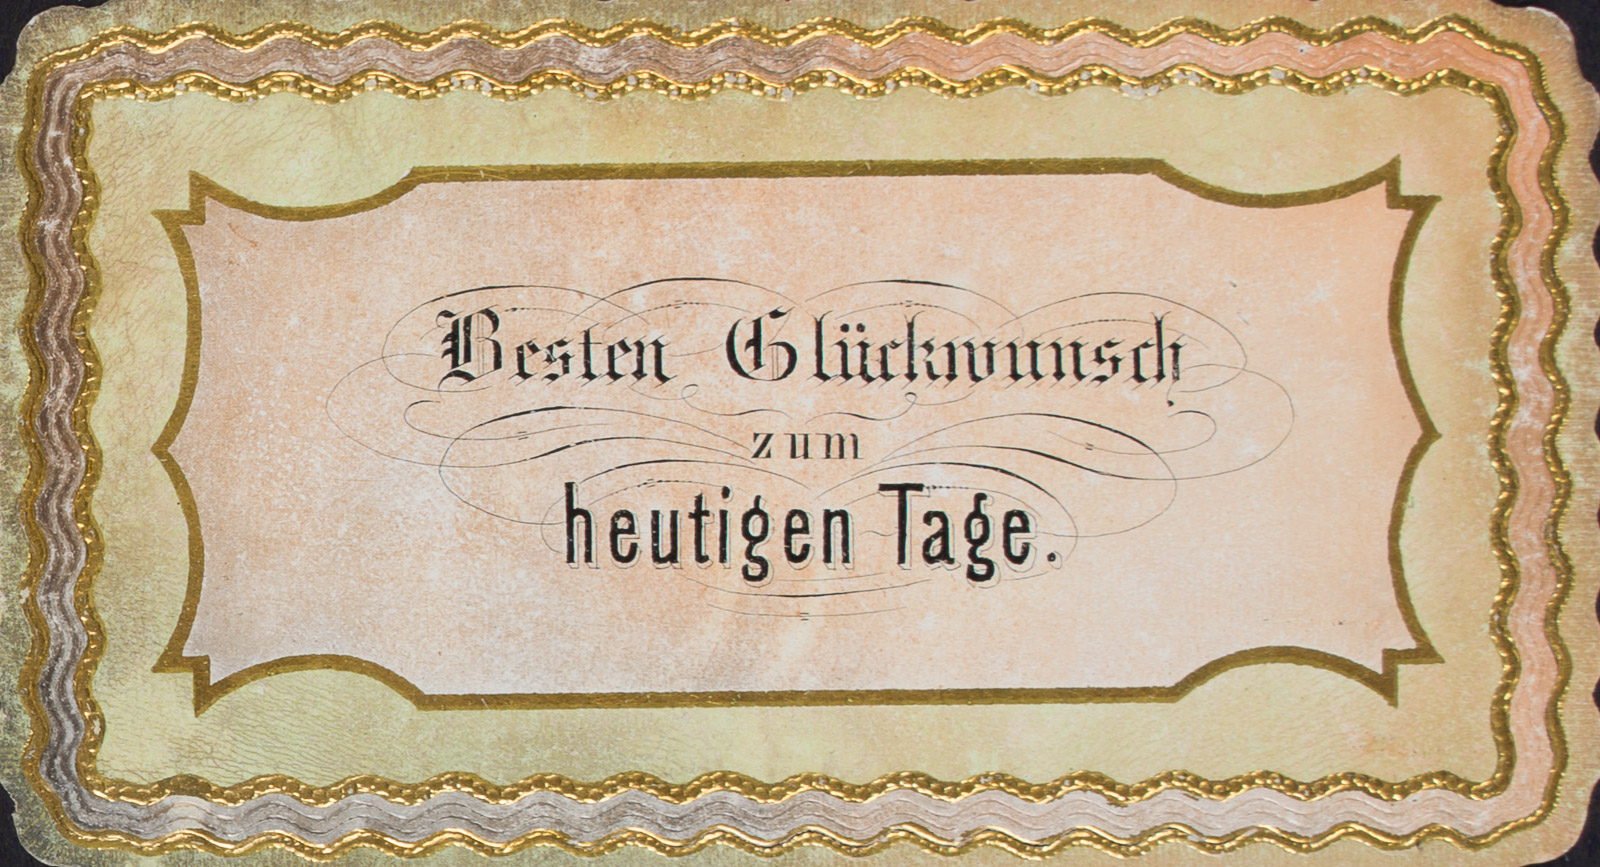 Besten Glückwunsch
zum
heutigen Tage.